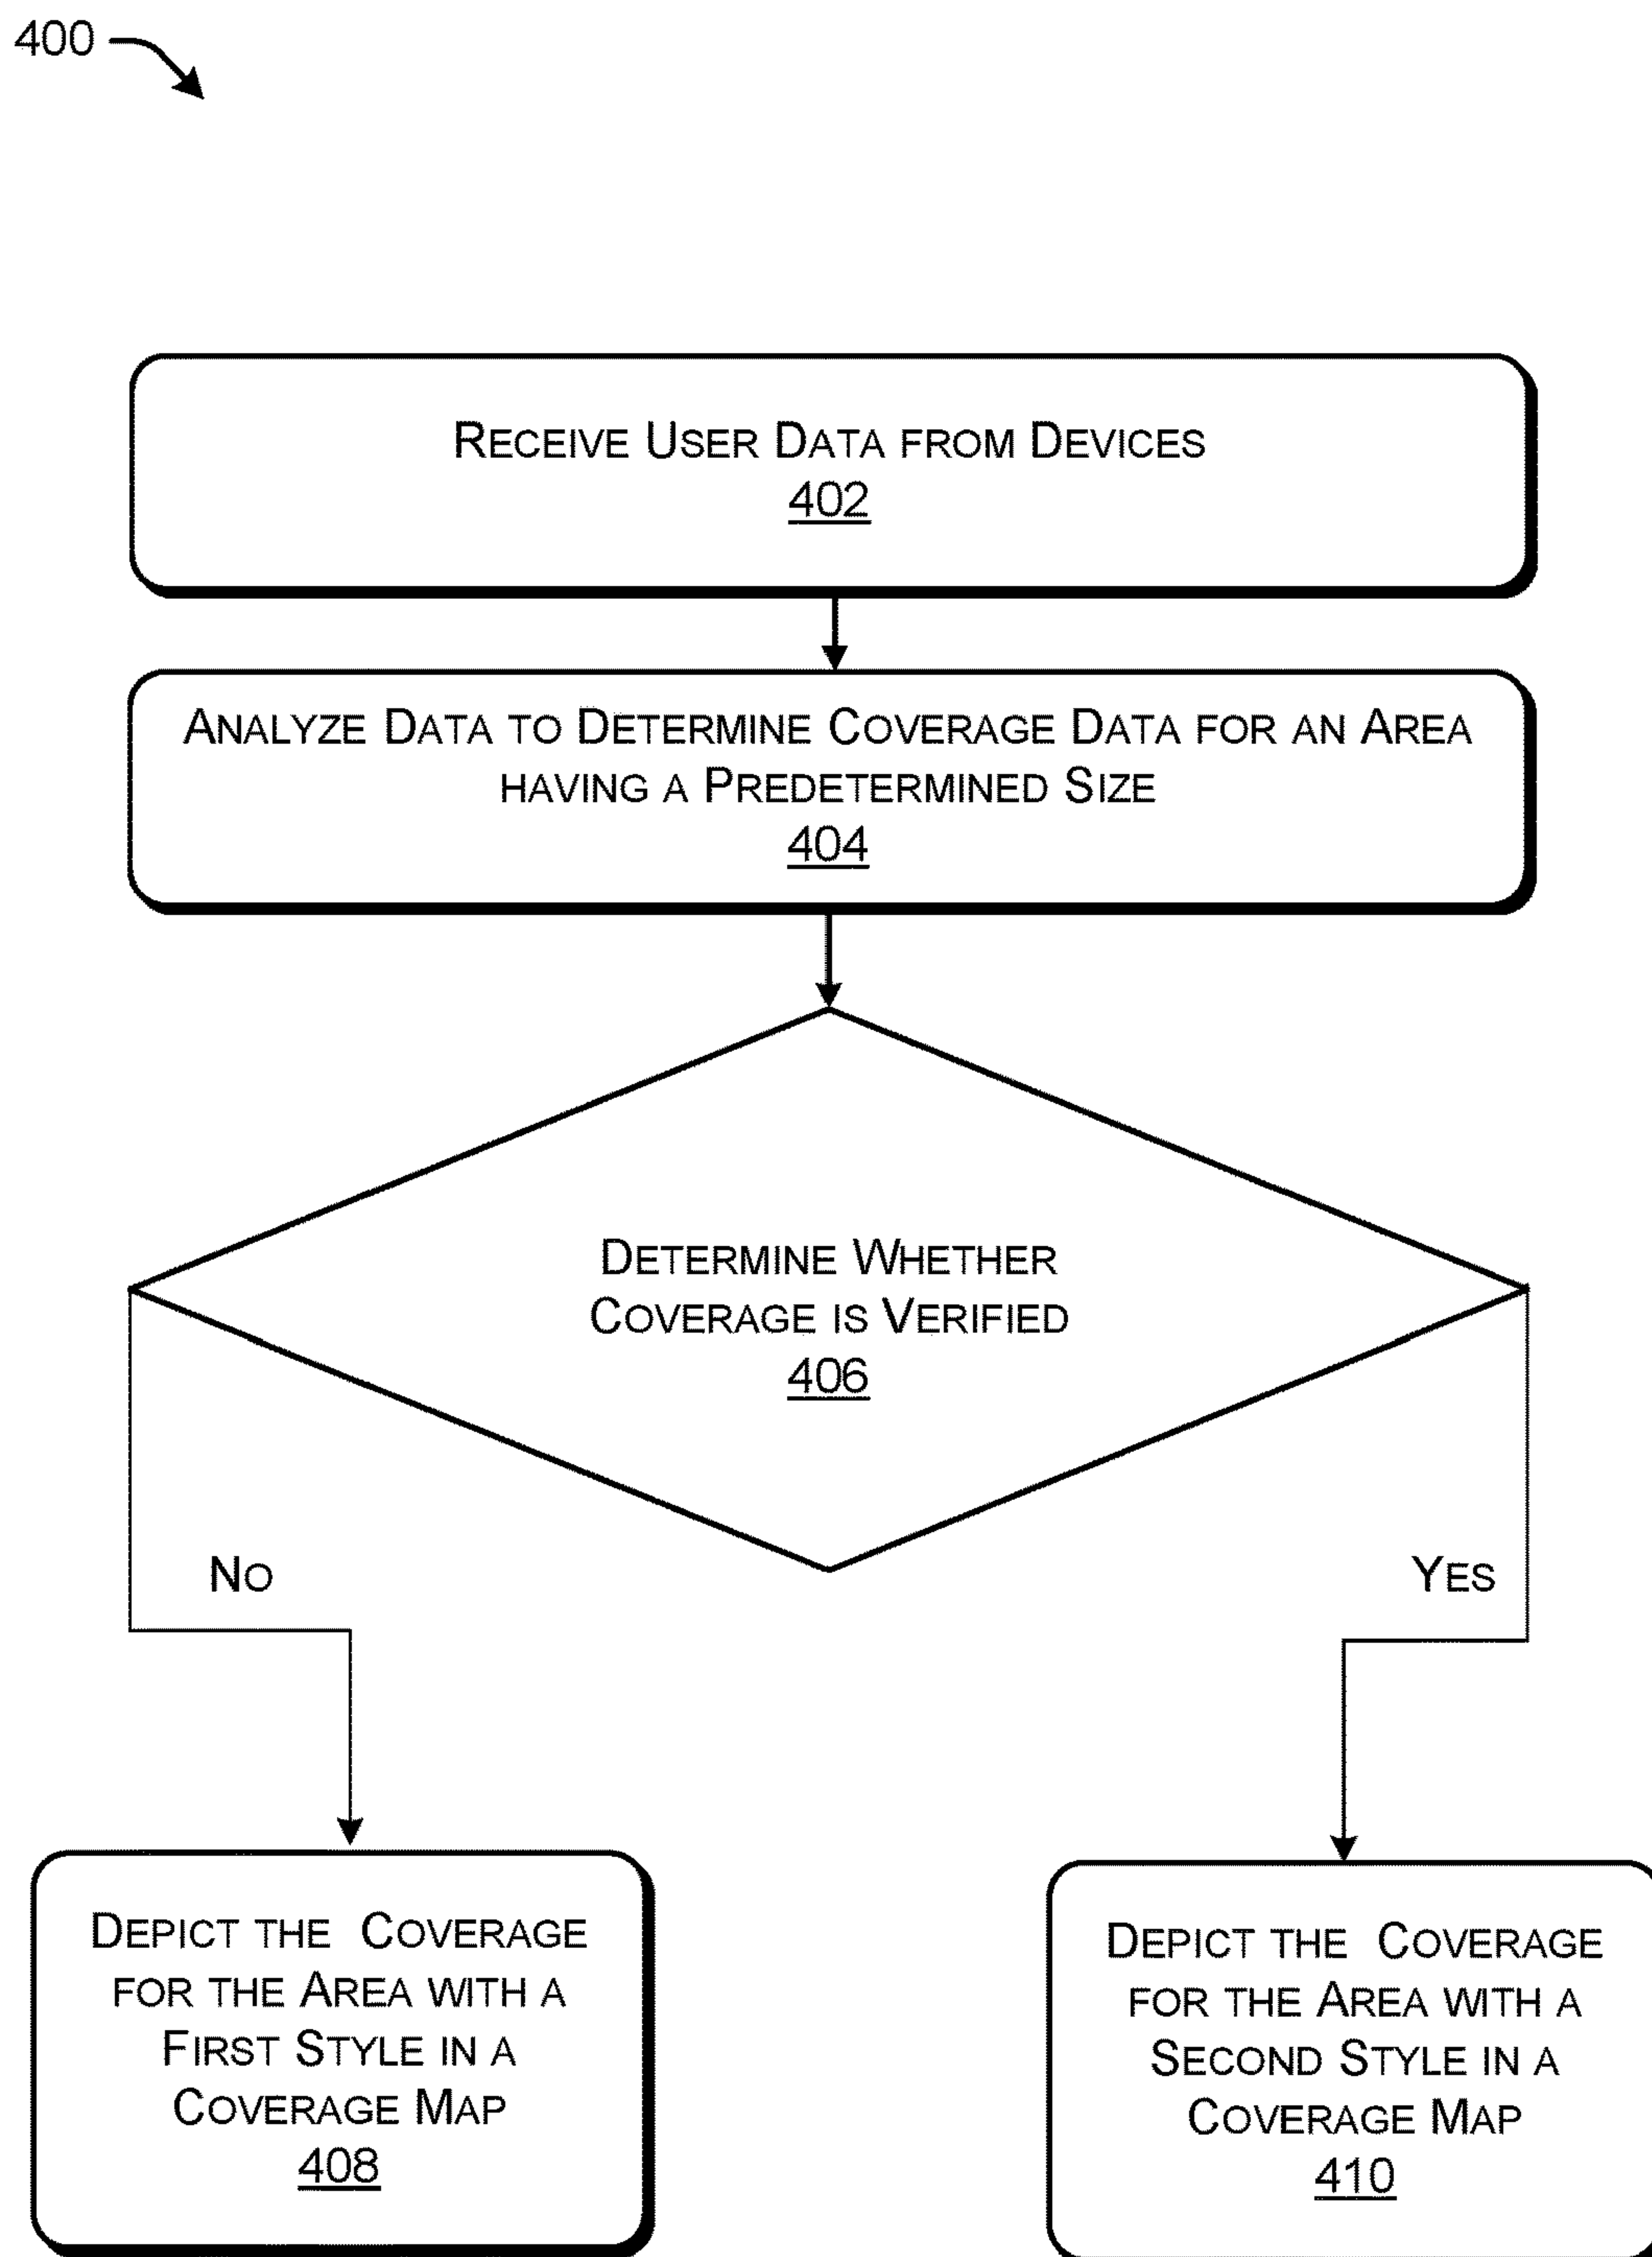 400
RECEIVE USER DATA FROM DEVICES
402
ANALYZE DATA TO DETERMINE COVERAGE DATA FOR AN AREA
HAVING A PREDETERMINED SIZE
404
DETERMINE WHETHER
COVERAGE IS VERIFIED
406
NO
YES
DEPICT THE COVERAGE
FOR THE AREA WITH A
FIRST STYLE IN A
COVERAGE MAP
408
DEPICT THE COVERAGE
FOR THE AREA WITH A
SECOND STYLE IN A
COVERAGE MAP
410